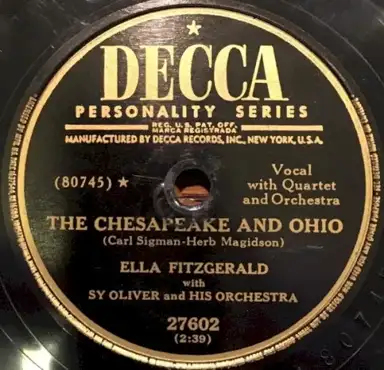 DECCA
PERSONALITY SERIES
REG. U.S. PAT. OFF.
MARCA REGISTRADA
MANUFACTURED BY DECCA RECORDS, INC., NEW YORK, U.S.A.
(80745) ★
Vocal
with Quartet
and Orchestra
THE CHESAPEAKE AND OHIO
(Carl Sigman-Herb Magidson)
ELLA FITZGERALD
with
SY OLIVER and HIS ORCHESTRA
27602
(2:39)